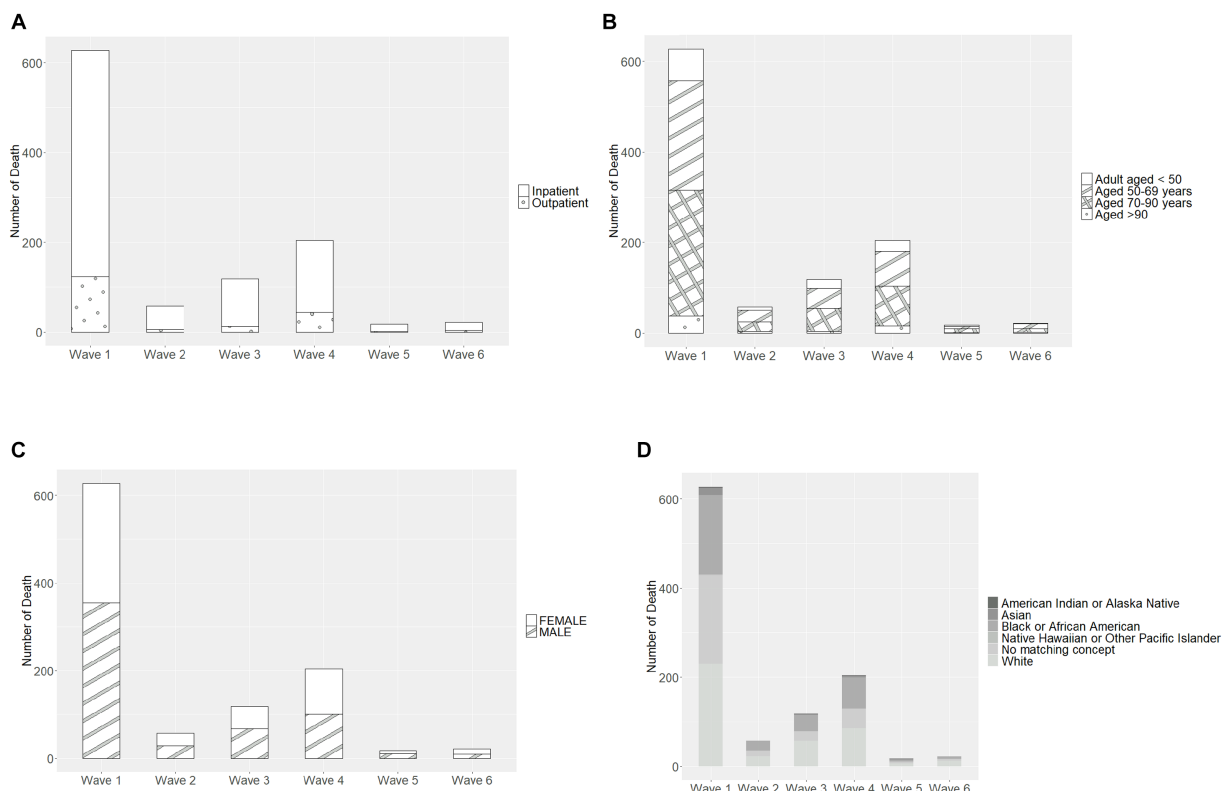 A
600
400
200
0
Number of Death
Wave 1 Wave 2 Wave 3 Wave 4 Wave 5 Wave 6
Inpatient
Outpatient
B
600
400
200
0
Number of Death
Wave 1 Wave 2 Wave 3 Wave 4 Wave 5 Wave 6
Adult aged < 50
Aged 50-69 years
Aged 70-90 years
Aged >90
C
600
400
200
0
Number of Death
Wave 1 Wave 2 Wave 3 Wave 4 Wave 5 Wave 6
FEMALE
MALE
D
600
400
200
0
Number of Death
Wave 1 Wave 2 Wave 3 Wave 4 Wave 5 Wave 6
American Indian or Alaska Native
Asian
Black or African American
Native Hawaiian or Other Pacific Islander
No matching concept
White